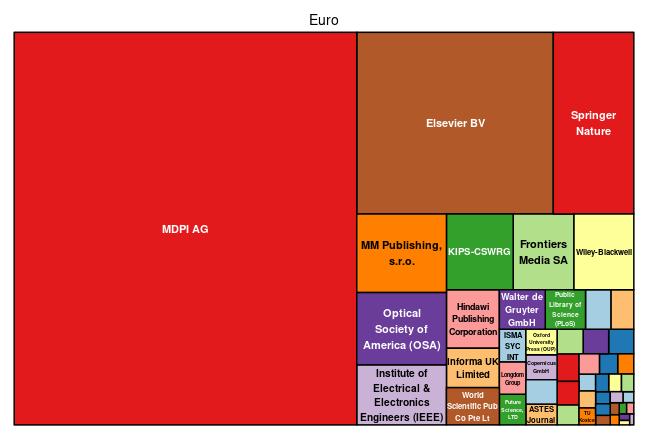 Euro
MDPI AG
Elsevier BV
Springer
Nature
MM Publishing,
s.r.o.
KIPS-CSWRG
Frontiers
Media SA
Wiley-Blackwell
Optical
Society of
America (OSA)
Hindawi
Publishing
Corporation
Walter de
Gruyter
GmbH
Public
Library of
Science
(PLoS)
ISMA
SYC
INT
Oxford
University
Press (OUP)
Informa UK
Limited
Longdom
Group
Copernicus
GmbH
Institute of
Electrical &
Electronics
Engineers (IEEE)
World
Scientific Pub
Co Pte Lt
Future
Science,
LTD
ASTES
Journal
TU
Kosice